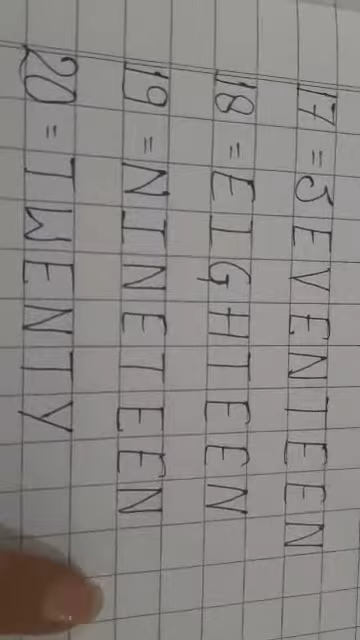 17 = SEVENTEEN
18 = EIGHTEEN
19 = NINETEEN
20 = TWENTY